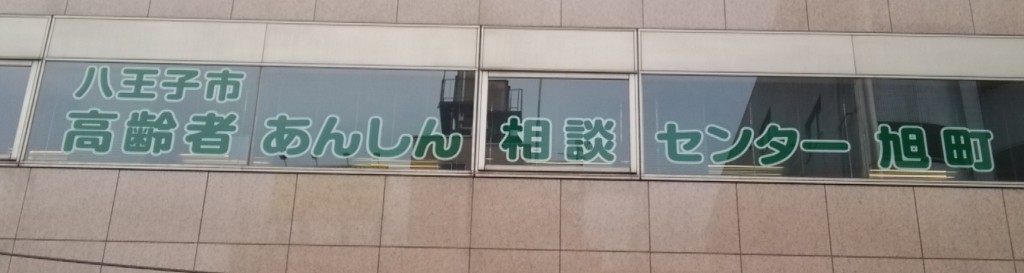 八王子市
高齢者 あんしん 相談 センター 旭町